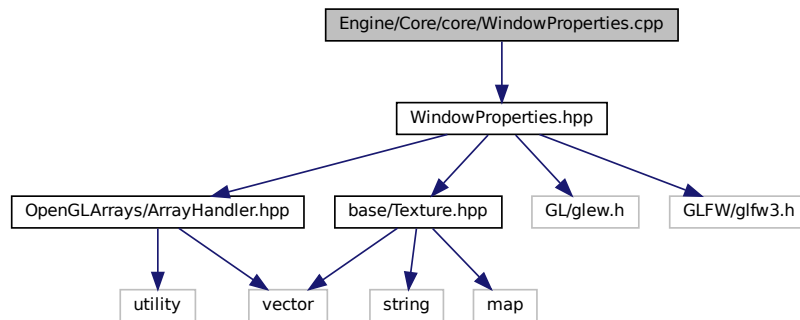 Engine/Core/core/WindowProperties.cpp
WindowProperties.hpp
OpenGLArrays/ArrayHandler.hpp
base/Texture.hpp
GL/glew.h
GLFW/glfw3.h
utility
vector
string
map